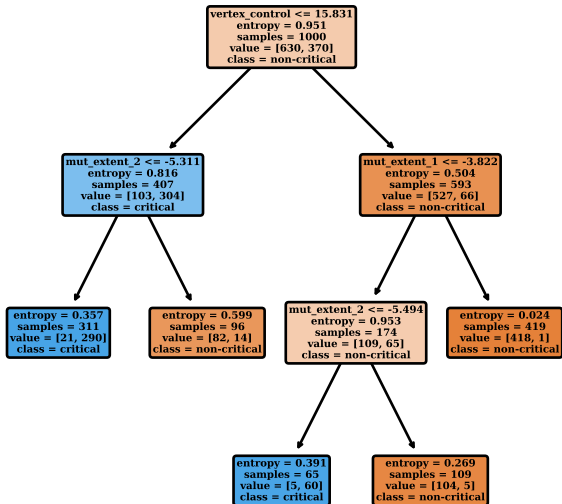 vertex_control <= 15.831
entropy = 0.951
samples = 1000
value = [630, 370]
class = non-critical
mut_extent_2 <= -5.311
entropy = 0.816
samples = 407
value = [103, 304]
class = critical
mut_extent_1 <= -3.822
entropy = 0.504
samples = 593
value = [527, 66]
class = non-critical
entropy = 0.357
samples = 311
value = [21, 290]
class = critical
entropy = 0.599
samples = 96
value = [82, 14]
class = non-critical
mut_extent_2 <= -5.494
entropy = 0.953
samples = 174
value = [109, 65]
class = non-critical
entropy = 0.024
samples = 419
value = [418, 1]
class = non-critical
entropy = 0.391
samples = 65
value = [5, 60]
class = critical
entropy = 0.269
samples = 109
value = [104, 5]
class = non-critical